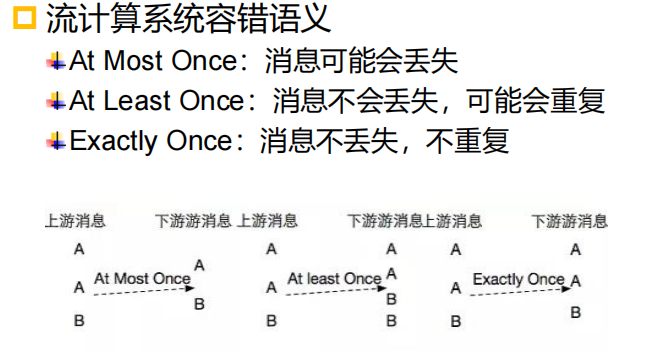 流计算系统容错语义
At Most Once：消息可能会丢失
At Least Once：消息不会丢失，可能会重复
Exactly Once：消息不丢失，不重复
上游消息 下游游消息 上游消息 下游游消息 上游消息 下游游消息
A A A A A
A At Most Once A A At least Once A A Exactly Once A
B B B B B B
B